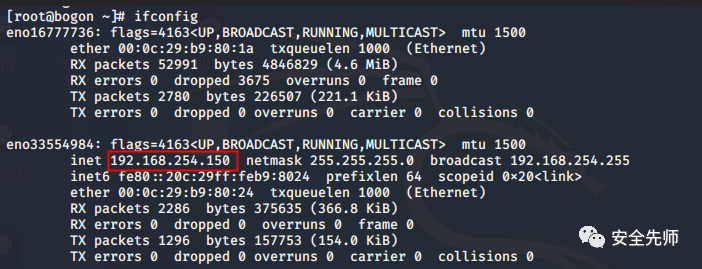 [root@bogon ~]# ifconfig
eno16777736: flags=4163<UP,BROADCAST,RUNNING,MULTICAST>  mtu 1500
ether 00:0c:29:b9:80:1a  txqueuelen 1000  (Ethernet)
RX packets 52991  bytes 4846829 (4.6 MiB)
RX errors 0  dropped 3675  overruns 0  frame 0
TX packets 2780  bytes 226507 (221.1 KiB)
TX errors 0  dropped 0 overruns 0  carrier 0  collisions 0
eno33554984: flags=4163<UP,BROADCAST,RUNNING,MULTICAST>  mtu 1500
inet 192.168.254.150  netmask 255.255.255.0  broadcast 192.168.254.255
inet6 fe80::20c:29ff:feb9:8024  prefixlen 64  scopeid 0×20<link>
ether 00:0c:29:b9:80:24  txqueuelen 1000  (Ethernet)
RX packets 2286  bytes 375635 (366.8 KiB)
RX errors 0  dropped 0  overruns 0  frame 0
TX packets 1296  bytes 157753 (154.0 KiB)
TX errors 0  dropped 0 overruns 0  carrier 0  collisions 0
安全先师